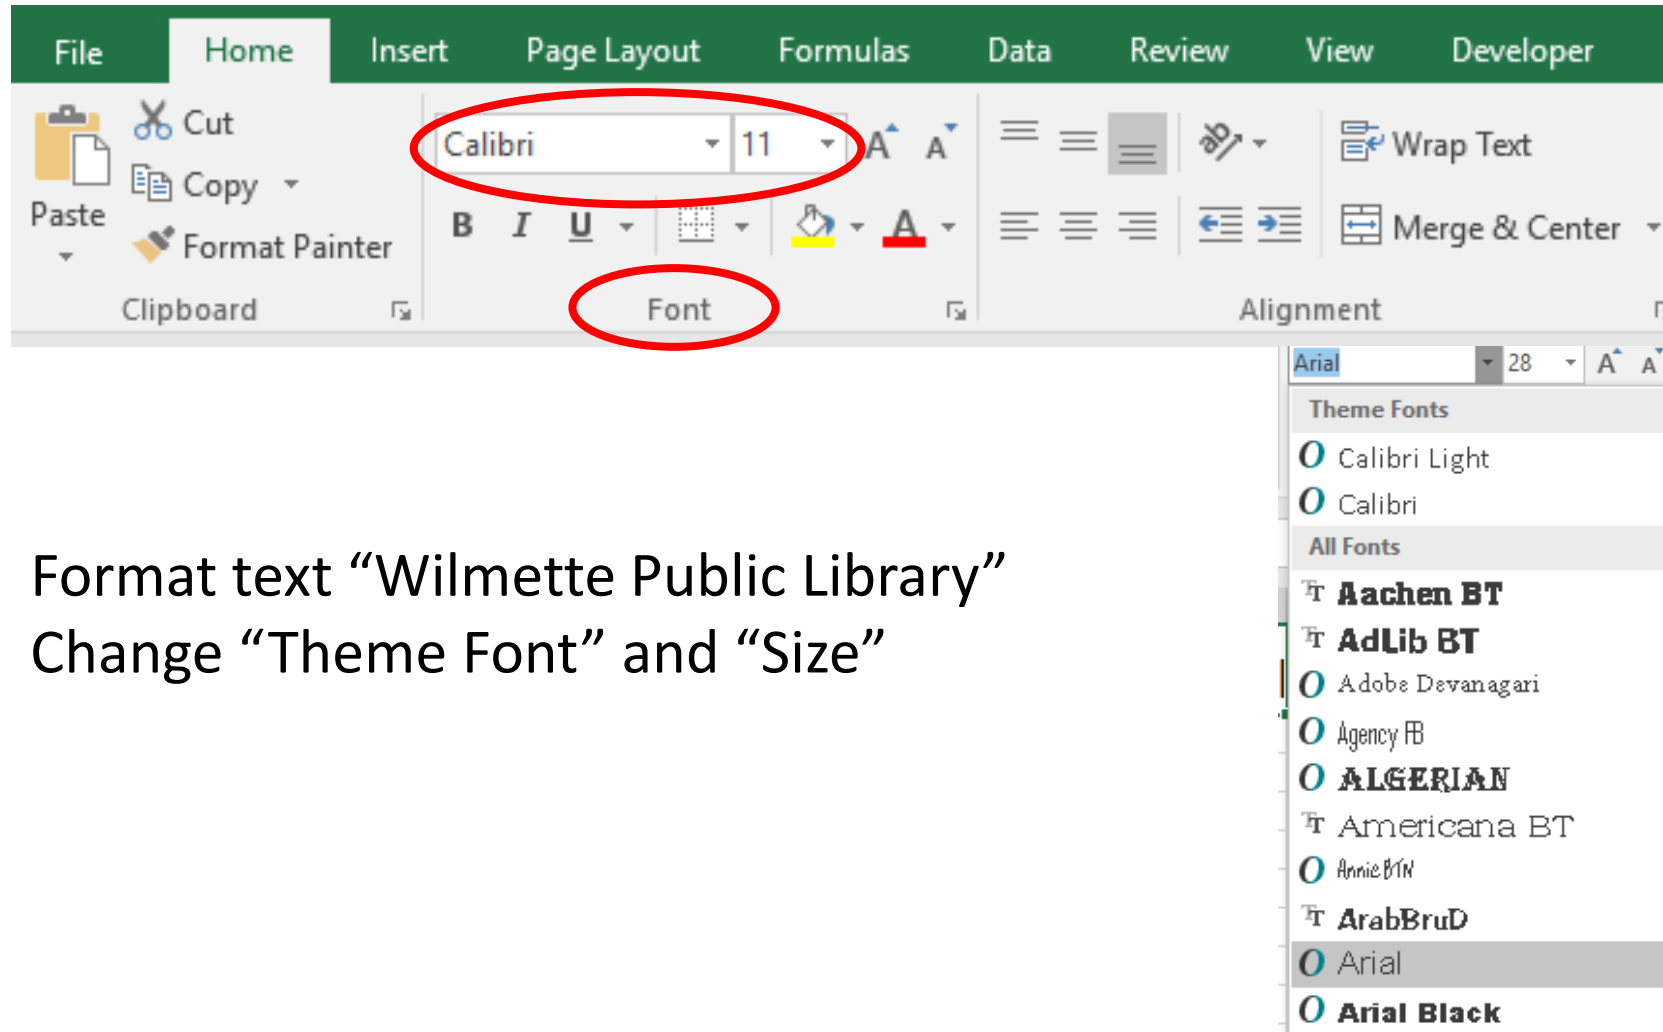 File Home Insert Page Layout Formulas Data Review View Developer
Cut
Copy
Paste
Format Painter
Clipboard
Calibri 11 A A
B I U A
Font
Wrap Text
Merge & Center
Alignment
Arial 28 A A
Theme Fonts
Calibri Light
Calibri
All Fonts
Aachen BT
AdLib BT
Adobe Devanagari
Agency FB
ALGERIAN
Americana BT
Annie BTN
ArabBruD
Arial
Arial Black
Format text “Wilmette Public Library”
Change “Theme Font” and “Size”